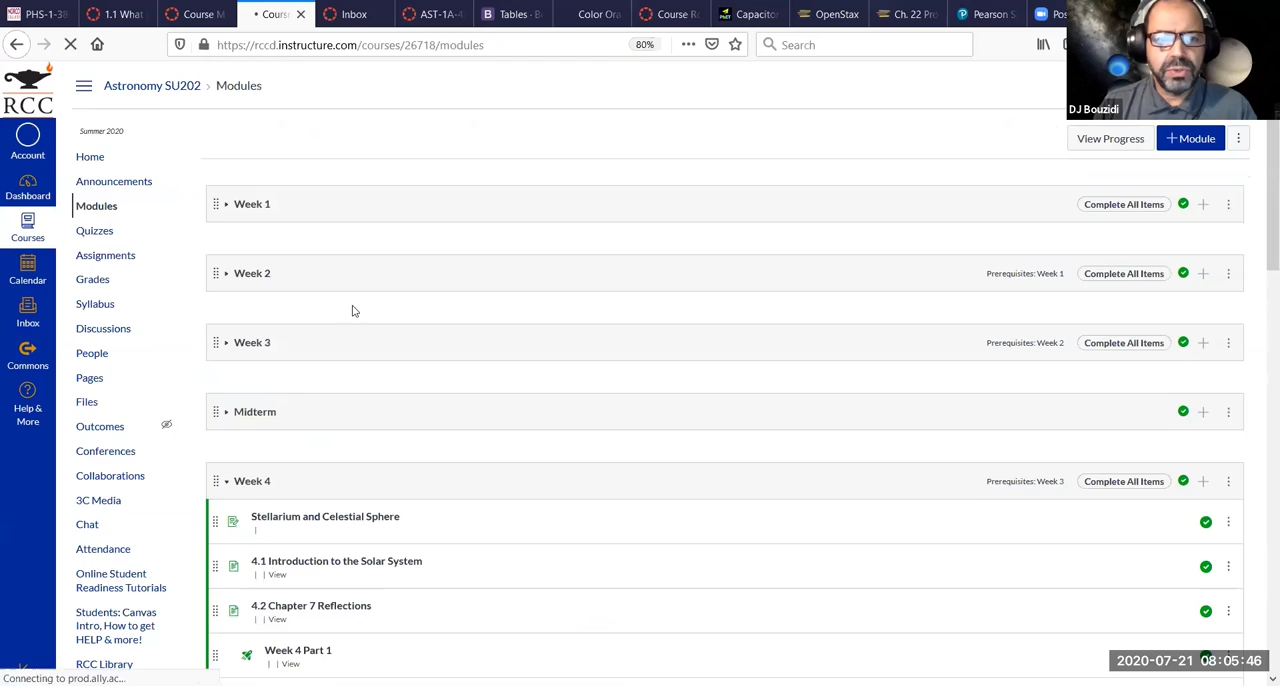 PHS-1-38
1.1 What
Course M
Cours
Inbox
AST-1A-4
Tables · B
Color Ora
Course Ro
Capacitor
OpenStax
Ch. 22 Pro
Pearson S
Pos
https://rccd.instructure.com/courses/26718/modules
80%
Search
DJ Bouzidi
RCC
Astronomy SU202 › Modules
View Progress
+ Module
Summer 2020
Account
Dashboard
Courses
Calendar
Inbox
Commons
Help &
More
Home
Announcements
Modules
Quizzes
Assignments
Grades
Syllabus
Discussions
People
Pages
Files
Outcomes
Conferences
Collaborations
3C Media
Chat
Attendance
Online Student
Readiness Tutorials
Students: Canvas
Intro, How to get
HELP & more!
RCC Library
Week 1
Complete All Items
Week 2
Prerequisites: Week 1
Complete All Items
Week 3
Prerequisites: Week 2
Complete All Items
Midterm
Week 4
Prerequisites: Week 3
Complete All Items
Stellarium and Celestial Sphere
|
4.1 Introduction to the Solar System
| | View
4.2 Chapter 7 Reflections
| | View
Week 4 Part 1
| | View
2020-07-21 08:05:46
Connecting to prod.ally.ac...